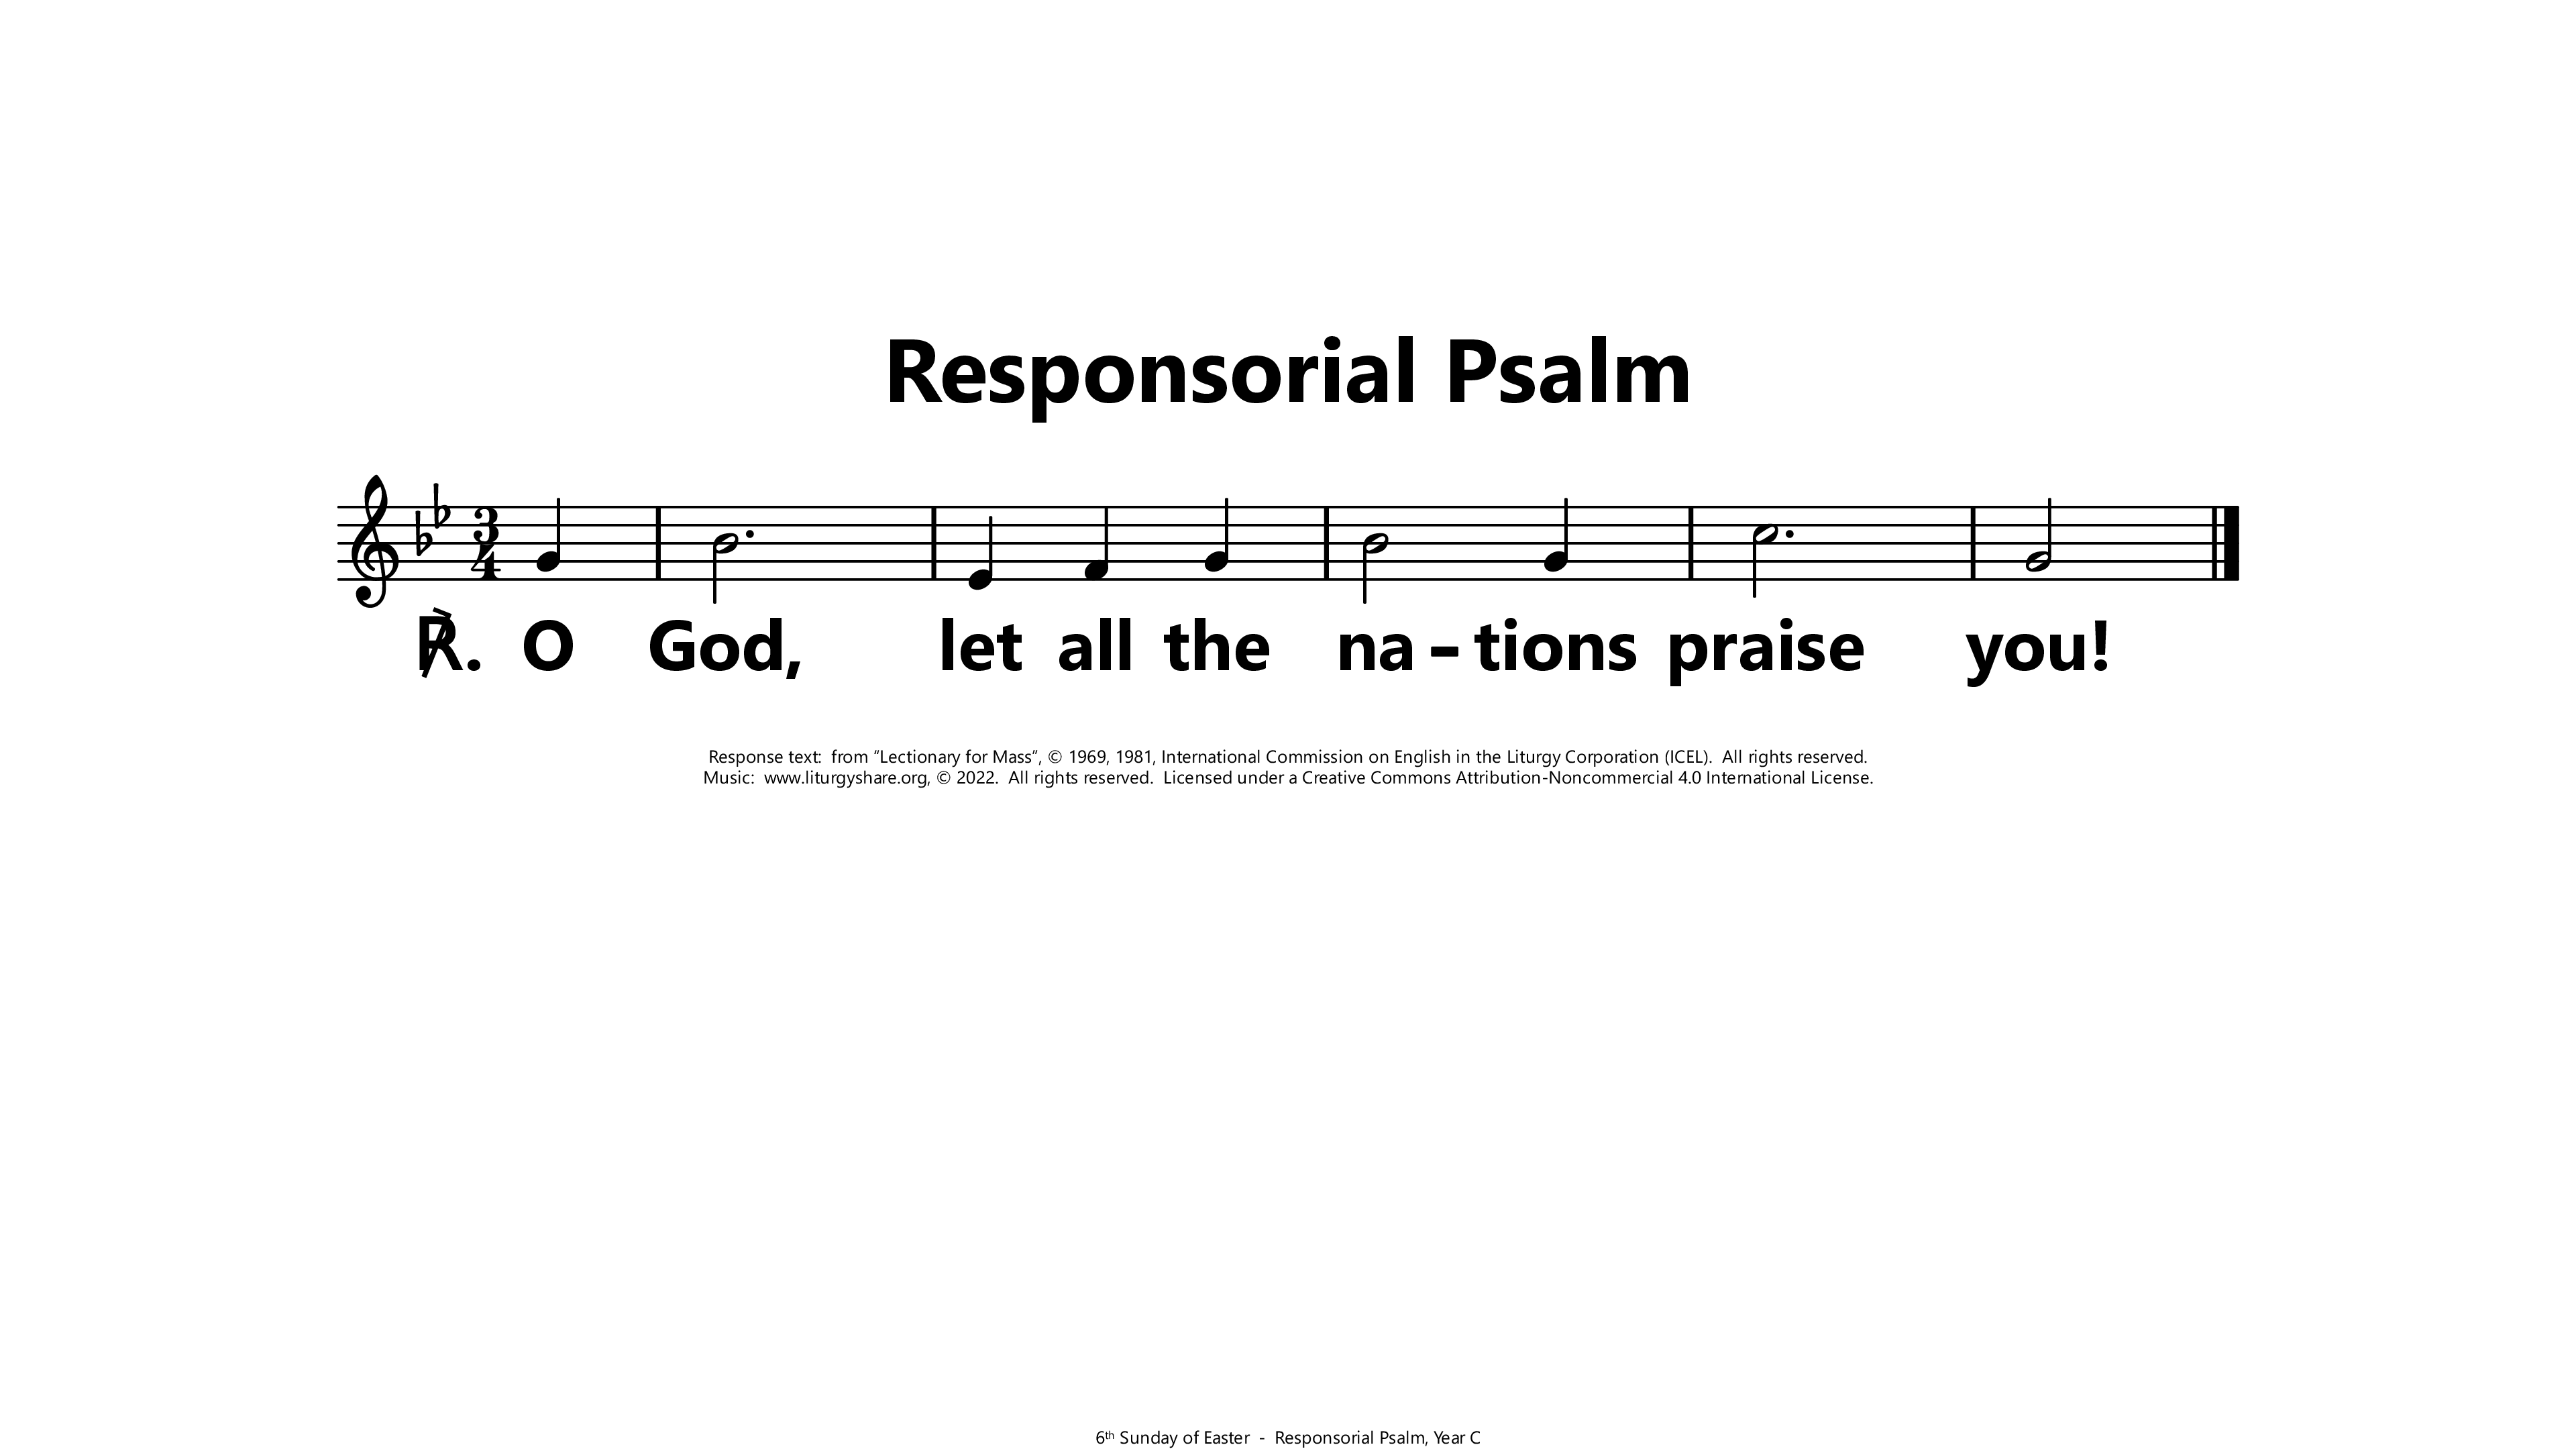 Responsorial Psalm
3
4
℟. O God, let all the na - tions praise you!
Response text:  from “Lectionary for Mass”, © 1969, 1981, International Commission on English in the Liturgy Corporation (ICEL).  All rights reserved.
Music:  www.liturgyshare.org, © 2022.  All rights reserved.  Licensed under a Creative Commons Attribution-Noncommercial 4.0 International License.
6th Sunday of Easter  -  Responsorial Psalm, Year C